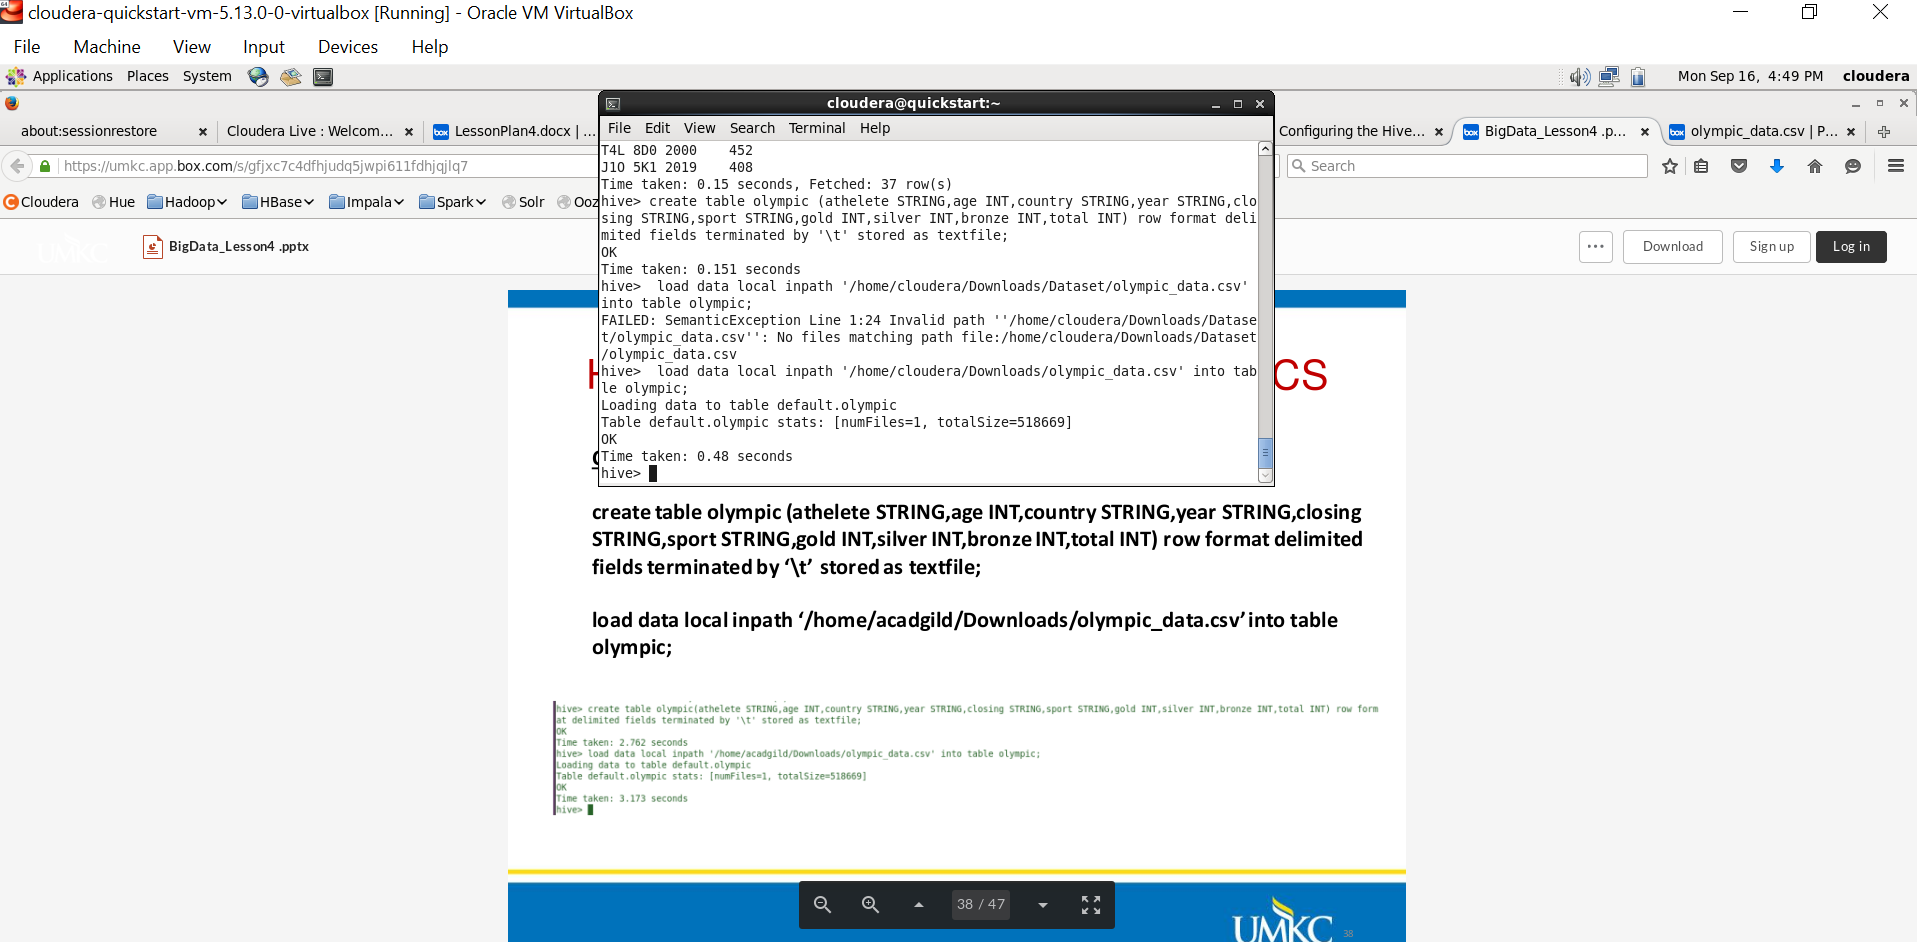 cloudera-quickstart-vm-5.13.0-0-virtualbox [Running] - Oracle VM VirtualBox
File Machine View Input Devices Help
Applications Places System Mon Sep 16, 4:49 PM cloudera
cloudera@quickstart:~
about:sessionrestore Cloudera Live : Welcom... LessonPlan4.docx | ... Configuring the Hive... BigData_Lesson4 .p... olympic_data.csv | P...
https://umkc.app.box.com/s/gfjxc7c4dfhjudq5jwpi611fdhjqjlq7 Search
Cloudera Hue Hadoop HBase Impala Spark Solr Ooz
UMKC BigData_Lesson4 .pptx ... Download Sign up Log in
File Edit View Search Terminal Help
T4L 8D0 2000 452
J1O 5K1 2019 408
Time taken: 0.15 seconds, Fetched: 37 row(s)
hive> create table olympic (athelete STRING,age INT,country STRING,year STRING,clo
sing STRING,sport STRING,gold INT,silver INT,bronze INT,total INT) row format deli
mited fields terminated by '\t' stored as textfile;
OK
Time taken: 0.151 seconds
hive>  load data local inpath '/home/cloudera/Downloads/Dataset/olympic_data.csv'
into table olympic;
FAILED: SemanticException Line 1:24 Invalid path ''/home/cloudera/Downloads/Datase
t/olympic_data.csv'': No files matching path file:/home/cloudera/Downloads/Dataset
/olympic_data.csv
hive>  load data local inpath '/home/cloudera/Downloads/olympic_data.csv' into tab
le olympic;
Loading data to table default.olympic
Table default.olympic stats: [numFiles=1, totalSize=518669]
OK
Time taken: 0.48 seconds
hive>
CS
create table olympic (athelete STRING,age INT,country STRING,year STRING,closing
STRING,sport STRING,gold INT,silver INT,bronze INT,total INT) row format delimited
fields terminated by ‘\t’ stored as textfile;
load data local inpath ‘/home/acadgild/Downloads/olympic_data.csv’ into table
olympic;
hive> create table olympic(athelete STRING,age INT,country STRING,year STRING,closing STRING,sport STRING,gold INT,silver INT,bronze INT,total INT) row form
at delimited fields terminated by '\t' stored as textfile;
OK
Time taken: 2.762 seconds
hive> load data local inpath '/home/acadgild/Downloads/olympic_data.csv' into table olympic;
Loading data to table default.olympic
Table default.olympic stats: [numFiles=1, totalSize=518669]
OK
Time taken: 3.173 seconds
hive>
38 / 47
UMKC 38